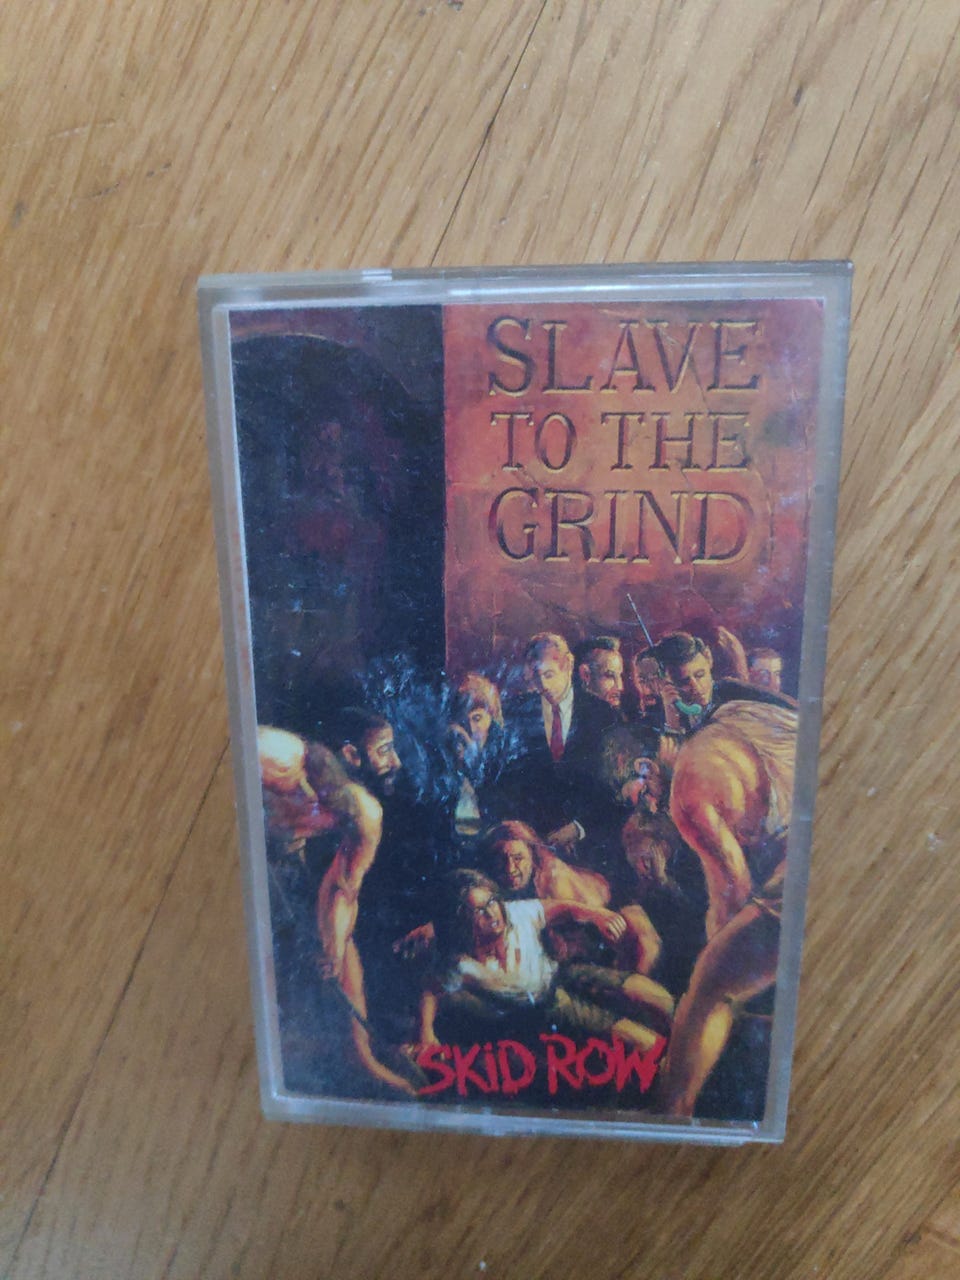 SLAVE
TO THE
GRIND
SKiD ROW